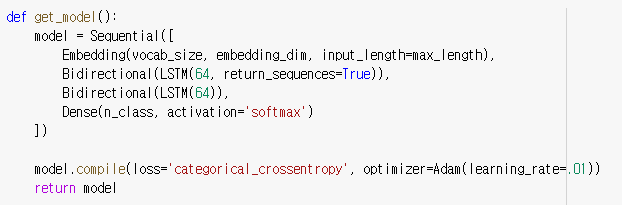 def get_model():
    model = Sequential([
        Embedding(vocab_size, embedding_dim, input_length=max_length),
        Bidirectional(LSTM(64, return_sequences=True)),
        Bidirectional(LSTM(64)),
        Dense(n_class, activation='softmax')
    ])

    model.compile(loss='categorical_crossentropy', optimizer=Adam(learning_rate=.01))
    return model